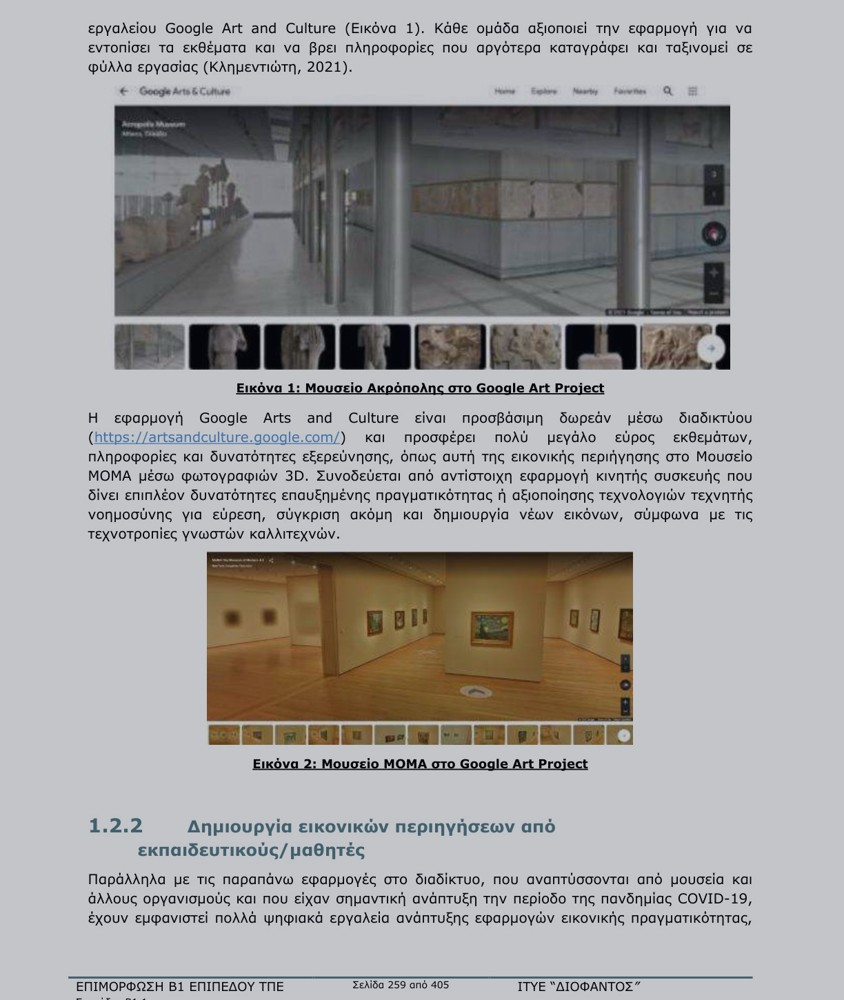 εργαλείου Google Art and Culture (Εικόνα 1). Κάθε ομάδα αξιοποιεί την εφαρμογή για να
εντοπίσει τα εκθέματα και να βρει πληροφορίες που αργότερα καταγράφει και ταξινομεί σε
φύλλα εργασίας (Κλημεντιώτη, 2021).
Google Arts & Culture Home Explore Nearby Favorites
Acropolis Museum
Εικόνα 1: Μουσείο Ακρόπολης στο Google Art Project
Η εφαρμογή Google Arts and Culture είναι προσβάσιμη δωρεάν μέσω διαδικτύου
(https://artsandculture.google.com/) και προσφέρει πολύ μεγάλο εύρος εκθεμάτων,
πληροφορίες και δυνατότητες εξερεύνησης, όπως αυτή της εικονικής περιήγησης στο Μουσείο
ΜΟΜΑ μέσω φωτογραφιών 3D. Συνοδεύεται από αντίστοιχη εφαρμογή κινητής συσκευής που
δίνει επιπλέον δυνατότητες επαυξημένης πραγματικότητας ή αξιοποίησης τεχνολογιών τεχνητής
νοημοσύνης για εύρεση, σύγκριση ακόμη και δημιουργία νέων εικόνων, σύμφωνα με τις
τεχνοτροπίες γνωστών καλλιτεχνών.
Εικόνα 2: Μουσείο ΜΟΜΑ στο Google Art Project
1.2.2 Δημιουργία εικονικών περιηγήσεων από
εκπαιδευτικούς/μαθητές
Παράλληλα με τις παραπάνω εφαρμογές στο διαδίκτυο, που αναπτύσσονται από μουσεία και
άλλους οργανισμούς και που είχαν σημαντική ανάπτυξη την περίοδο της πανδημίας COVID-19,
έχουν εμφανιστεί πολλά ψηφιακά εργαλεία ανάπτυξης εφαρμογών εικονικής πραγματικότητας,
ΕΠΙΜΟΡΦΩΣΗ Β1 ΕΠΙΠΕΔΟΥ ΤΠΕ Σελίδα 259 από 405 ΙΤΥΕ “ΔΙΟΦΑΝΤΟΣ”